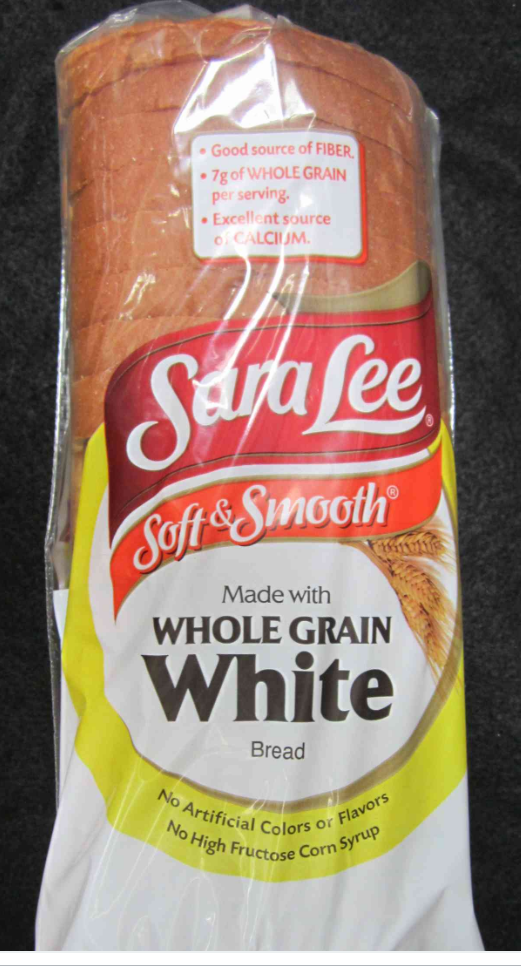 • Good source of FIBER.
• 7g of WHOLE GRAIN
per serving.
• Excellent source
of CALCIUM.
Sara Lee®
Soft & Smooth®
Made with
WHOLE GRAIN
White
Bread
No Artificial Colors or Flavors
No High Fructose Corn Syrup